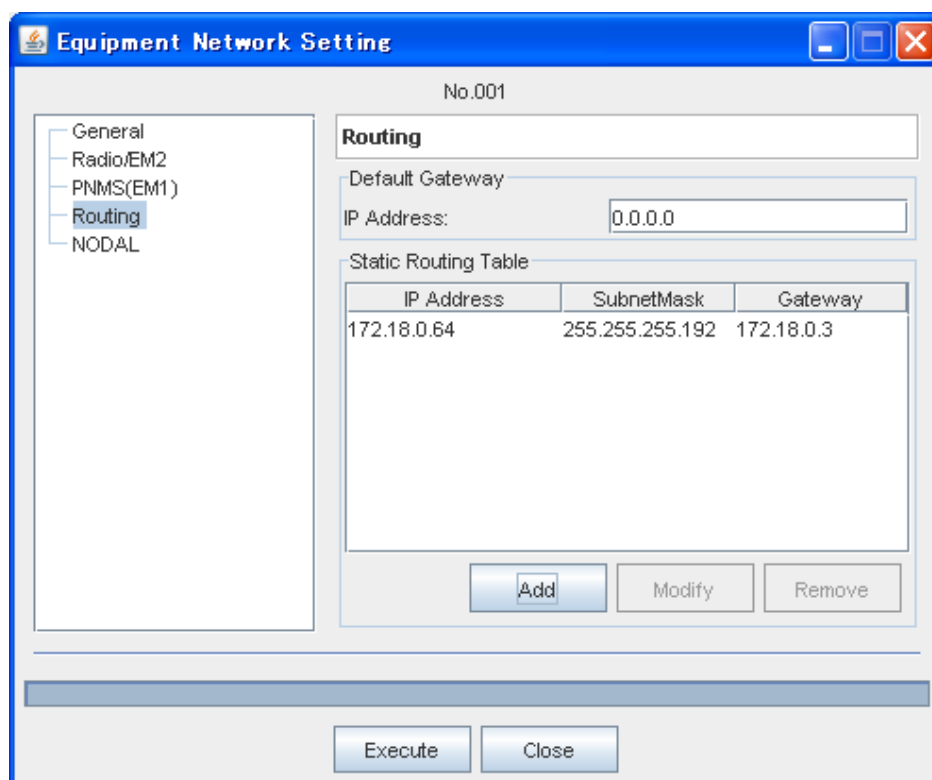 Equipment Network Setting
No.001
General
Radio/EM2
PNMS(EM1)
Routing
NODAL
Routing
Default Gateway
IP Address: 0.0.0.0
Static Routing Table
IP Address SubnetMask Gateway
172.18.0.64 255.255.255.192 172.18.0.3
Add Modify Remove
Execute Close